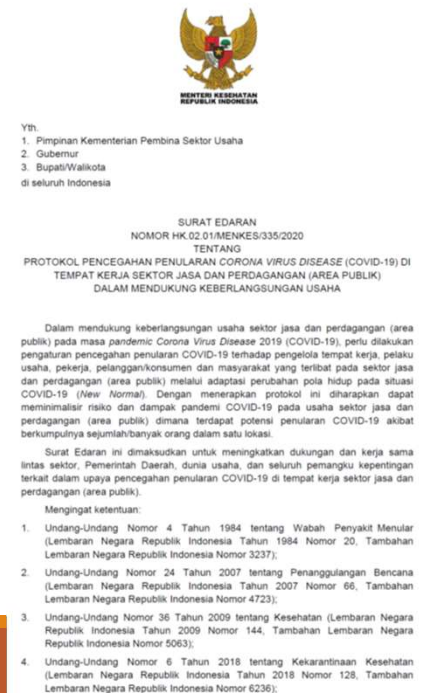 MENTERI KESEHATAN
REPUBLIK INDONESIA
Yth.
1. Pimpinan Kementerian Pembina Sektor Usaha
2. Gubernur
3. Bupati/Walikota
di seluruh Indonesia
SURAT EDARAN
NOMOR HK.02.01/MENKES/335/2020
TENTANG
PROTOKOL PENCEGAHAN PENULARAN CORONA VIRUS DISEASE (COVID-19) DI
TEMPAT KERJA SEKTOR JASA DAN PERDAGANGAN (AREA PUBLIK)
DALAM MENDUKUNG KEBERLANGSUNGAN USAHA
Dalam mendukung keberlangsungan usaha sektor jasa dan perdagangan (area
publik) pada masa pandemic Corona Virus Disease 2019 (COVID-19), perlu dilakukan
pengaturan pencegahan penularan COVID-19 terhadap pengelola tempat kerja, pelaku
usaha, pekerja, pelanggan/konsumen dan masyarakat yang terlibat pada sektor jasa
dan perdagangan (area publik) melalui adaptasi perubahan pola hidup pada situasi
COVID-19 (New Normal). Dengan menerapkan protokol ini diharapkan dapat
meminimalisir risiko dan dampak pandemi COVID-19 pada usaha sektor jasa dan
perdagangan (area publik) dimana terdapat potensi penularan COVID-19 akibat
berkumpulnya sejumlah/banyak orang dalam satu lokasi.
Surat Edaran ini dimaksudkan untuk meningkatkan dukungan dan kerja sama
lintas sektor, Pemerintah Daerah, dunia usaha, dan seluruh pemangku kepentingan
terkait dalam upaya pencegahan penularan COVID-19 di tempat kerja sektor jasa dan
perdagangan (area publik).
Mengingat ketentuan:
1. Undang-Undang Nomor 4 Tahun 1984 tentang Wabah Penyakit Menular
(Lembaran Negara Republik Indonesia Tahun 1984 Nomor 20, Tambahan
Lembaran Negara Republik Indonesia Nomor 3237);
2. Undang-Undang Nomor 24 Tahun 2007 tentang Penanggulangan Bencana
(Lembaran Negara Republik Indonesia Tahun 2007 Nomor 66, Tambahan
Lembaran Negara Republik Indonesia Nomor 4723);
3. Undang-Undang Nomor 36 Tahun 2009 tentang Kesehatan (Lembaran Negara
Republik Indonesia Tahun 2009 Nomor 144, Tambahan Lembaran Negara
Republik Indonesia Nomor 5063);
4. Undang-Undang Nomor 6 Tahun 2018 tentang Kekarantinaan Kesehatan
(Lembaran Negara Republik Indonesia Tahun 2018 Nomor 128, Tambahan
Lembaran Negara Republik Indonesia Nomor 6236);